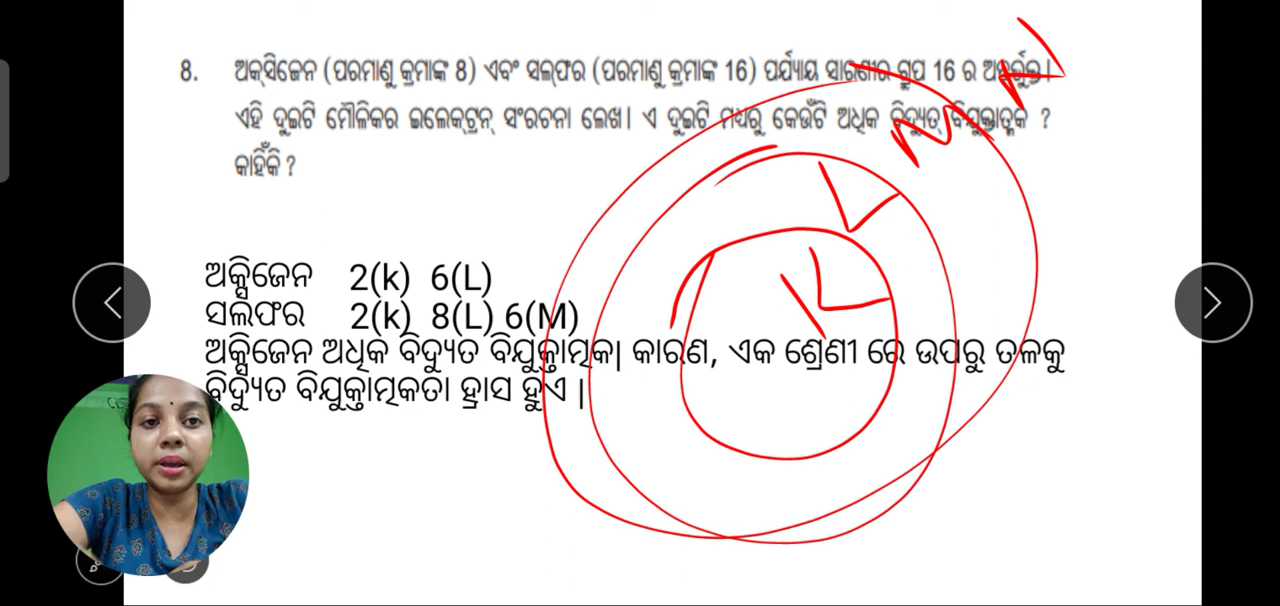 8. ଅକ୍‌ସିଜେନ (ପରମାଣୁ କ୍ରମାଙ୍କ 8) ଏବଂ ସଲ୍‌ଫର (ପରମାଣୁ କ୍ରମାଙ୍କ 16) ପର୍ଯ୍ୟାୟ ସାରଣୀର ଗ୍ରୁପ 16 ର ଅନ୍ତର୍ଭୁକ୍ତ।
ଏହି ଦୁଇଟି ମୌଳିକର ଇଲେକ୍‌ଟ୍ରନ୍ ସଂରଚନା ଲେଖ। ଏ ଦୁଇଟି ମଧ୍ୟରୁ କେଉଁଟି ଅଧିକ ବିଦ୍ୟୁତ୍ ବିଯୁକ୍ତାତ୍ମକ ?
କାହିଁକି ?
N
M
L
K
ଅକ୍ସିଜେନ 2(k) 6(L)
ସଲଫର 2(k) 8(L) 6(M)
ଅକ୍ସିଜେନ ଅଧିକ ବିଦ୍ୟୁତ ବିଯୁକ୍ତାତ୍ମକ| କାରଣ, ଏକ ଶ୍ରେଣୀ ରେ ଉପରୁ ତଳକୁ
ବିଦ୍ୟୁତ ବିଯୁକ୍ତାତ୍ମକତା ହ୍ରାସ ହୁଏ |